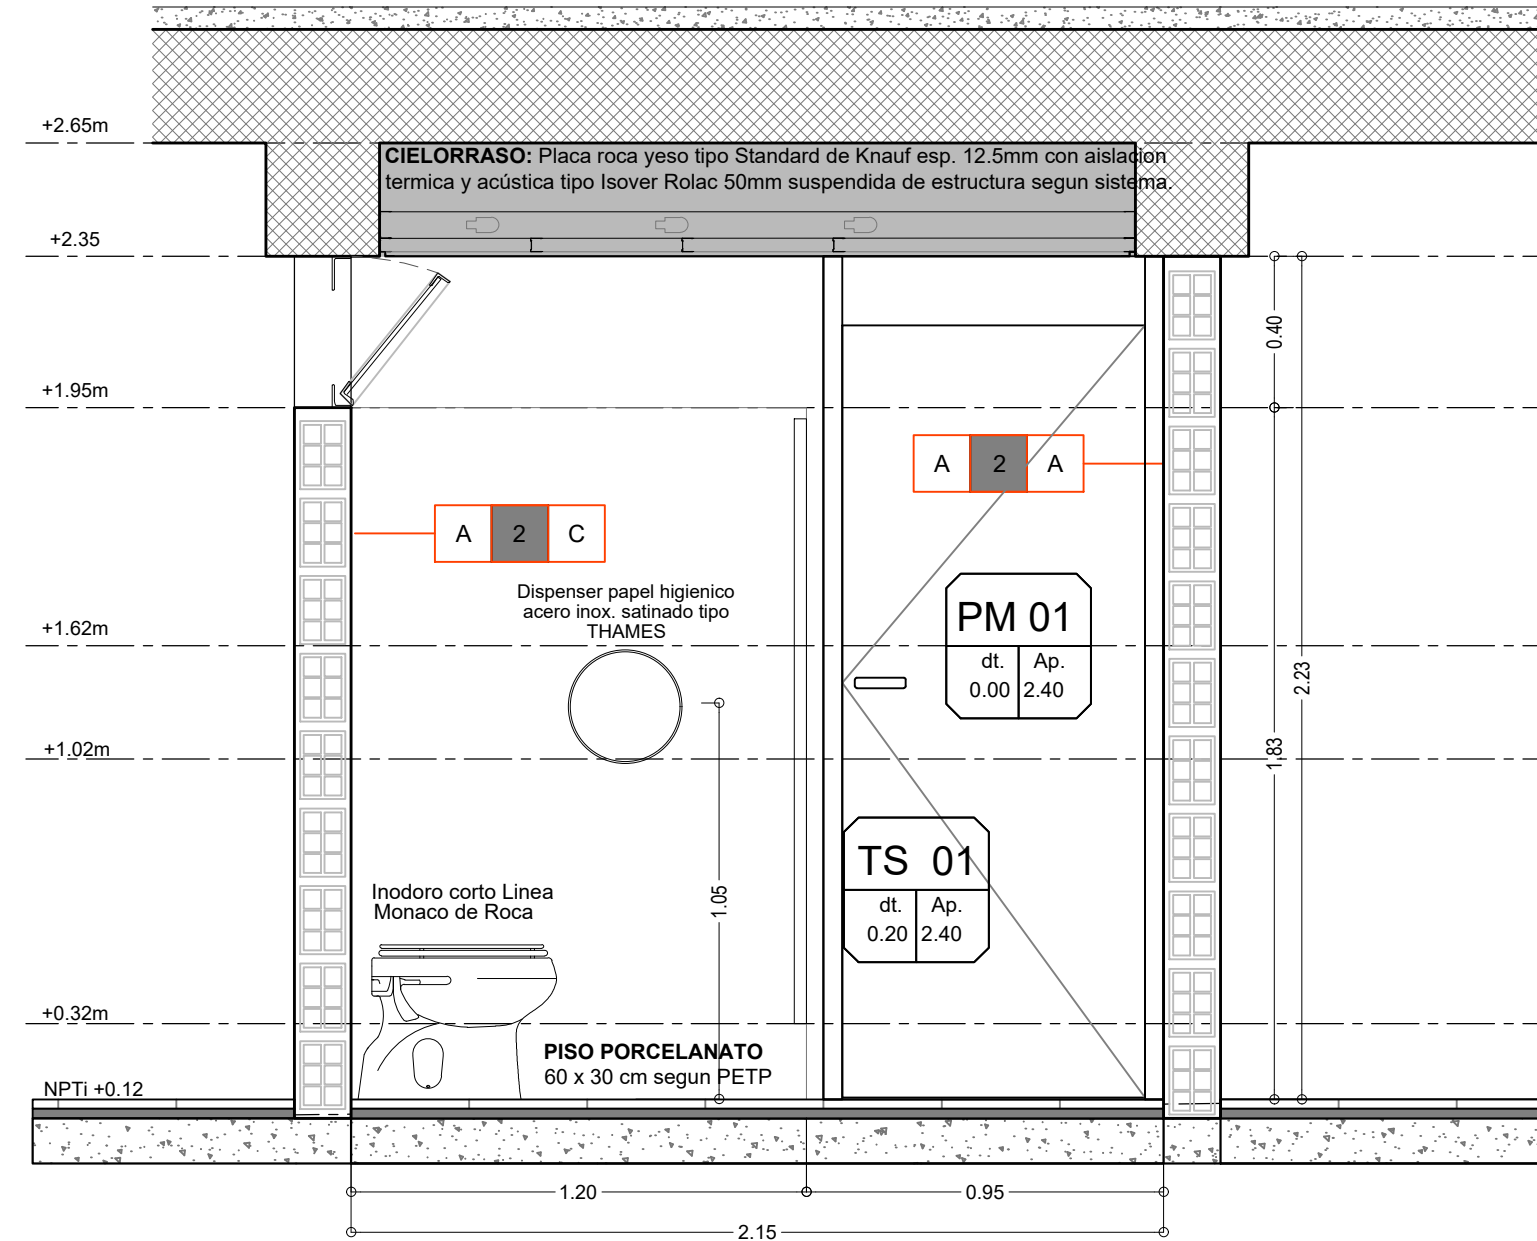 +2.65m
CIELORRASO: Placa roca yeso tipo Standard de Knauf esp. 12.5mm con aislacion
termica y acústica tipo Isover Rolac 50mm suspendida de estructura segun sistema.
+2.35
0.40
+1.95m
A 2 A
A 2 C
Dispenser papel higienico
acero inox. satinado tipo
THAMES
PM 01
dt. Ap.
0.00 2.40
+1.62m
2.23
+1.02m
1.83
TS 01
dt. Ap.
0.20 2.40
Inodoro corto Linea
Monaco de Roca
1.05
+0.32m
PISO PORCELANATO
60 x 30 cm segun PETP
NPTi +0.12
1.20
0.95
2.15